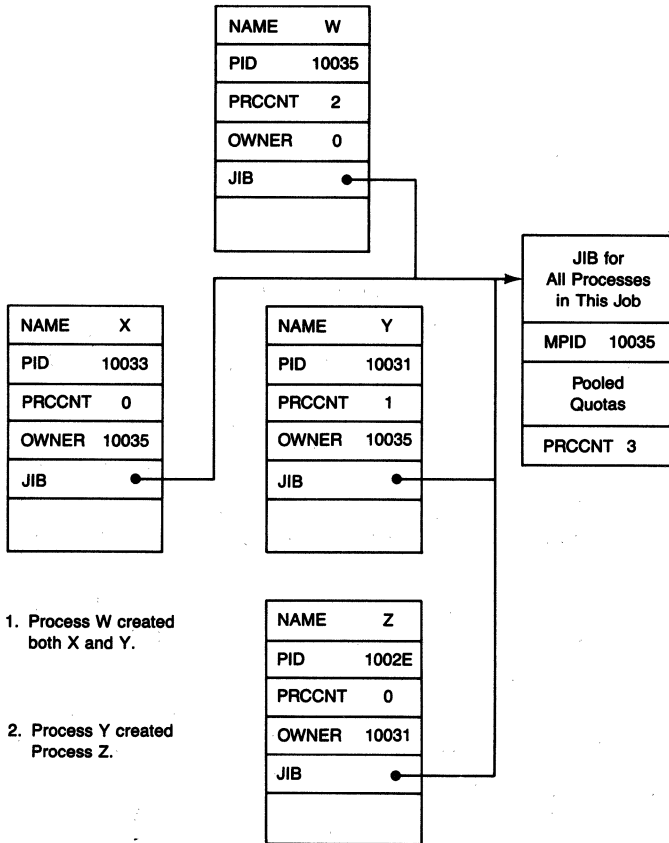 NAME W
PID 10035
PRCCNT 2
OWNER 0
JIB
JIB for
All Processes
in This Job
MPID 10035
Pooled
Quotas
PRCCNT 3
NAME X
PID 10033
PRCCNT 0
OWNER 10035
JIB
NAME Y
PID 10031
PRCCNT 1
OWNER 10035
JIB
1. Process W created
both X and Y.
2. Process Y created
Process Z.
NAME Z
PID 1002E
PRCCNT 0
OWNER 10031
JIB